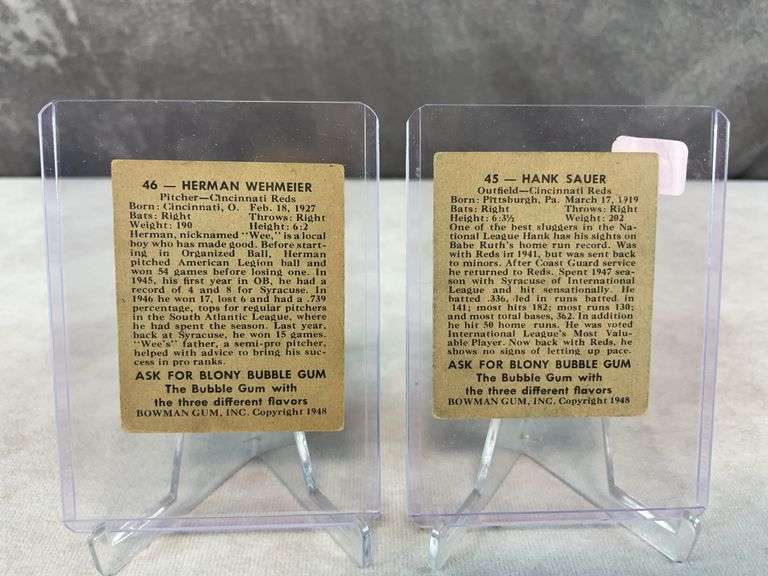 46 — HERMAN WEHMEIER
Pitcher—Cincinnati Reds
Born: Cincinnati, O. Feb. 18, 1927
Bats: Right Throws: Right
Weight: 190 Height: 6:2
Herman, nicknamed "Wee," is a local
boy who has made good. Before start-
ing in Organized Ball, Herman
pitched American Legion ball and
won 54 games before losing one. In
1945, his first year in OB, he had a
record of 4 and 8 for Syracuse. In
1946 he won 17, lost 6 and had a .739
percentage, tops for regular pitchers
in the South Atlantic League, where
he had spent the season. Last year,
back at Syracuse, he won 15 games.
"Wee's" father, a semi-pro pitcher,
helped with advice to bring his suc-
cess in pro ranks.
ASK FOR BLONY BUBBLE GUM
The Bubble Gum with
the three different flavors
BOWMAN GUM, INC. Copyright 1948
45 — HANK SAUER
Outfield—Cincinnati Reds
Born: Pittsburgh, Pa. March 17, 1919
Bats: Right Throws: Right
Height: 6:3½ Weight: 202
One of the best sluggers in the Na-
tional League Hank has his sights on
Babe Ruth's home run record. Was
with Reds in 1941, but was sent back
to minors. After Coast Guard service
he returned to Reds. Spent 1947 sea-
son with Syracuse of International
League and hit sensationally. He
batted .336, led in runs batted in
141; most hits 182; most runs 130;
and most total bases, 362. In addition
he hit 50 home runs. He was voted
International League's Most Valu-
able Player. Now back with Reds, he
shows no signs of letting up pace.
ASK FOR BLONY BUBBLE GUM
The Bubble Gum with
the three different flavors
BOWMAN GUM, INC. Copyright 1948